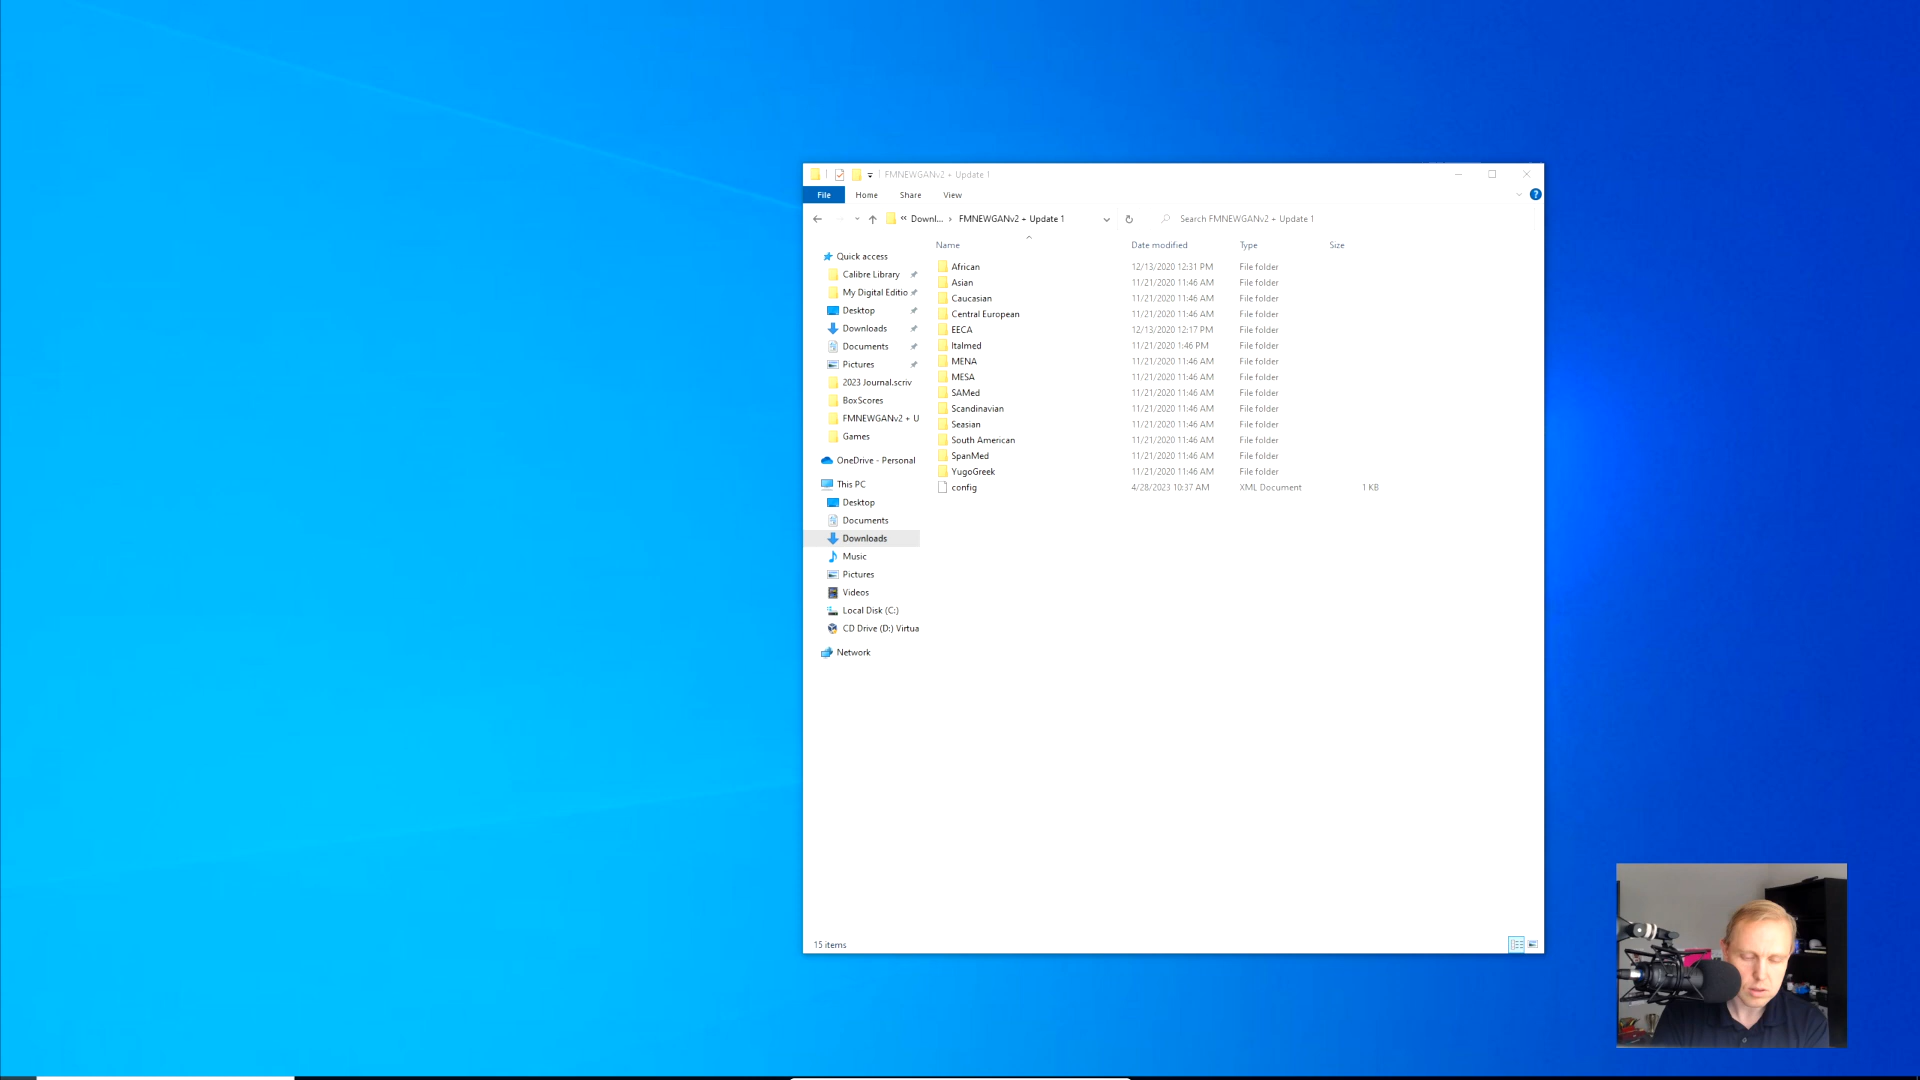 FMNEWGANv2 + Update 1
File Home Share View
« Downl... › FMNEWGANv2 + Update 1 Search FMNEWGANv2 + Update 1
Name Date modified Type Size
Quick access
Calibre Library
My Digital Editio
Desktop
Downloads
Documents
Pictures
2023 Journal.scriv
BoxScores
FMNEWGANv2 + U
Games
OneDrive - Personal
This PC
Desktop
Documents
Downloads
Music
Pictures
Videos
Local Disk (C:)
CD Drive (D:) Virtua
Network
African 12/13/2020 12:31 PM File folder
Asian 11/21/2020 11:46 AM File folder
Caucasian 11/21/2020 11:46 AM File folder
Central European 11/21/2020 11:46 AM File folder
EECA 12/13/2020 12:17 PM File folder
Italmed 11/21/2020 1:46 PM File folder
MENA 11/21/2020 11:46 AM File folder
MESA 11/21/2020 11:46 AM File folder
SAMed 11/21/2020 11:46 AM File folder
Scandinavian 11/21/2020 11:46 AM File folder
Seasian 11/21/2020 11:46 AM File folder
South American 11/21/2020 11:46 AM File folder
SpanMed 11/21/2020 11:46 AM File folder
YugoGreek 11/21/2020 11:46 AM File folder
config 4/28/2023 10:37 AM XML Document 1 KB
15 items